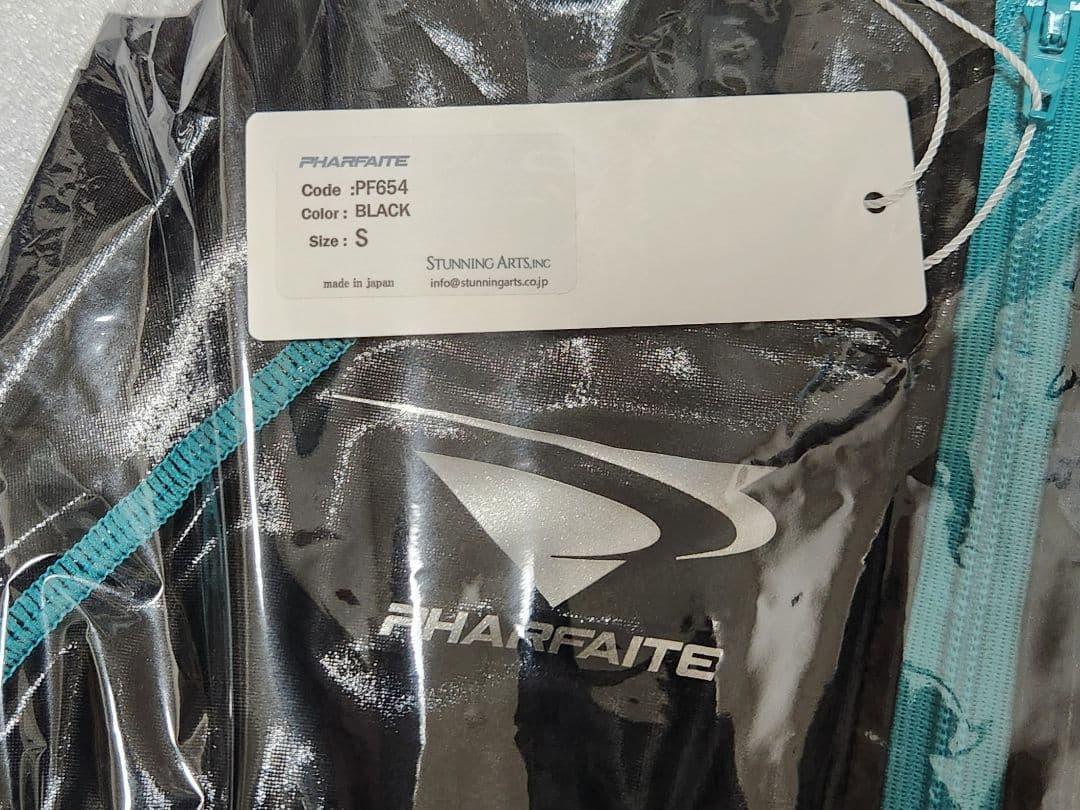 PHARFAITE
Code :PF654
Color : BLACK
Size : S
STUNNING ARTS,INC
made in japan info@stunningarts.co.jp
PHARFAITE